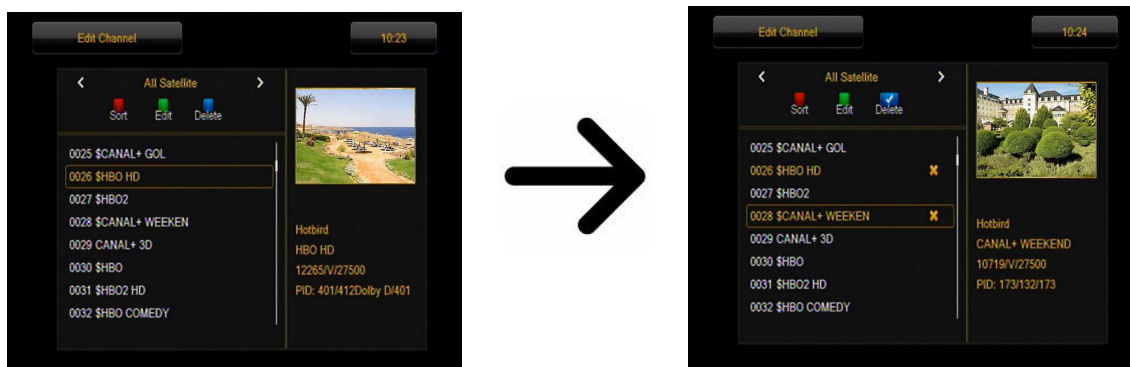 Edit Channel
10:23
All Satellite
Sort Edit Delete
0025 $CANAL+ GOL
0026 $HBO HD
0027 $HBO2
0028 $CANAL+ WEEKEN
0029 CANAL+ 3D
0030 $HBO
0031 $HBO2 HD
0032 $HBO COMEDY
Hotbird
HBO HD
12265/V/27500
PID: 401/412Dolby D/401
Edit Channel
10:24
All Satellite
Sort Edit Delete
0025 $CANAL+ GOL
0026 $HBO HD
0027 $HBO2
0028 $CANAL+ WEEKEN
0029 CANAL+ 3D
0030 $HBO
0031 $HBO2 HD
0032 $HBO COMEDY
Hotbird
CANAL+ WEEKEND
10719/V/27500
PID: 173/132/173